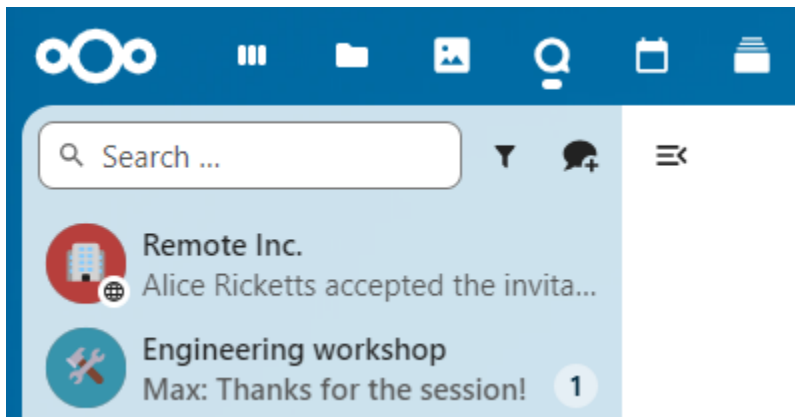 Search ...
Remote Inc.
Alice Ricketts accepted the invita...
Engineering workshop
Max: Thanks for the session!
1